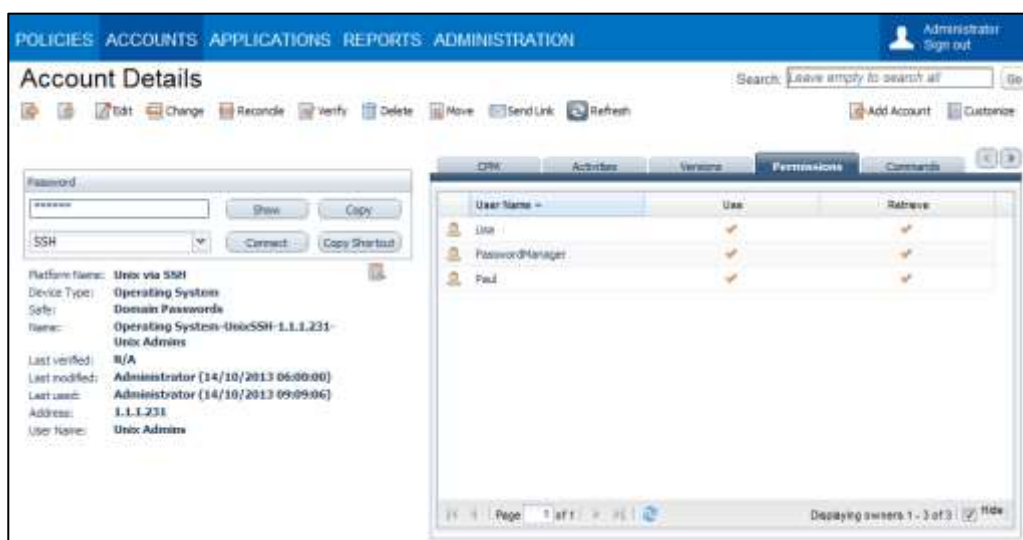 POLICIES ACCOUNTS APPLICATIONS REPORTS ADMINISTRATION
Administrator
Sign out
Account Details
Search: Leave empty to search all Go
Edit Change Reconcile Verify Delete Move Send Link Refresh Add Account Customize
CPM Activities Versions Permissions Commands
Password
******* Show Copy
SSH Connect Copy Shortcut
Platform Name: Unix via SSH
Device Type: Operating System
Safe: Domain Passwords
Name: Operating System-UnixSSH-1.1.1.231-
Unix Admins
Last verified: N/A
Last modified: Administrator (14/10/2013 06:00:00)
Last used: Administrator (14/10/2013 09:09:06)
Address: 1.1.1.231
User Name: Unix Admins
User Name Use Retrieve
Lisa
PasswordManager
Paul
Page 1 of 1 Displaying owners 1 - 3 of 3 Hide